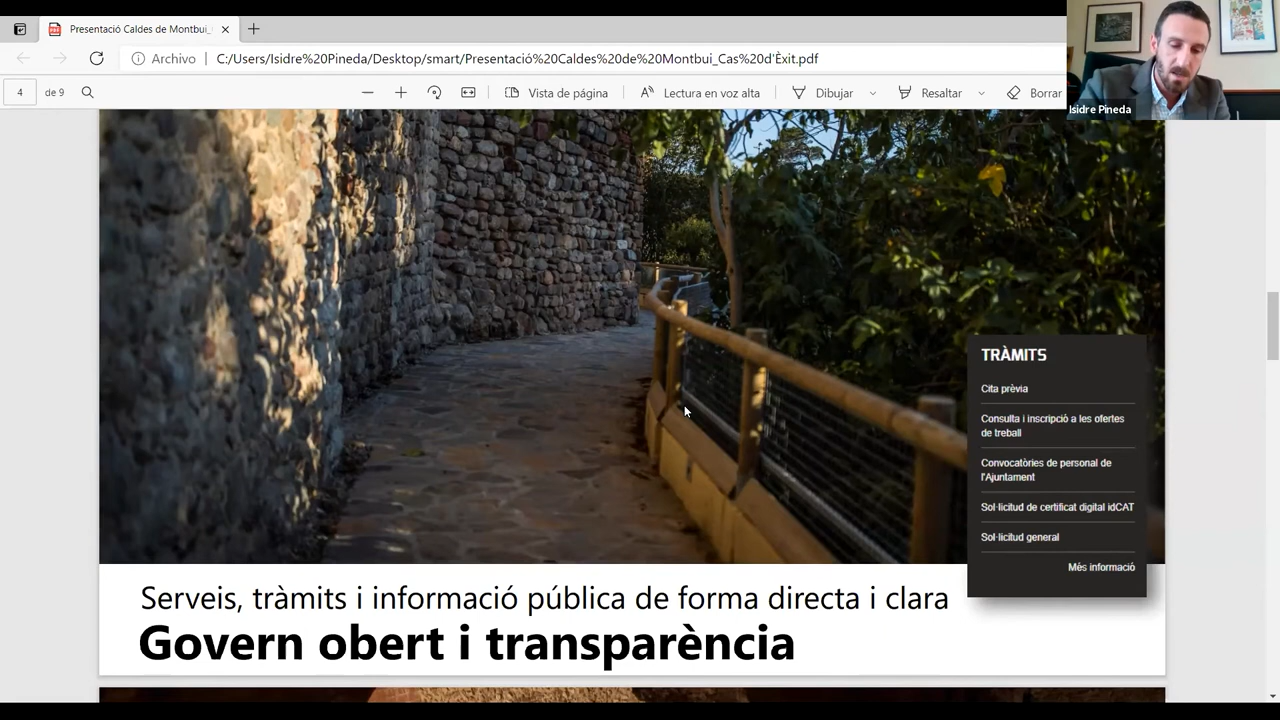 Presentació Caldes de Montbui_
Archivo
C:/Users/Isidre%20Pineda/Desktop/smart/Presentació%20Caldes%20de%20Montbui_Cas%20d'Èxit.pdf
4
de 9
Vista de página
Lectura en voz alta
Dibujar
Resaltar
Borrar
Isidre Pineda
TRÀMITS
Cita prèvia
Consulta i inscripció a les ofertes
de treball
Convocatòries de personal de
l'Ajuntament
Sol·licitud de certificat digital idCAT
Sol·licitud general
Més informació
Serveis, tràmits i informació pública de forma directa i clara
Govern obert i transparència